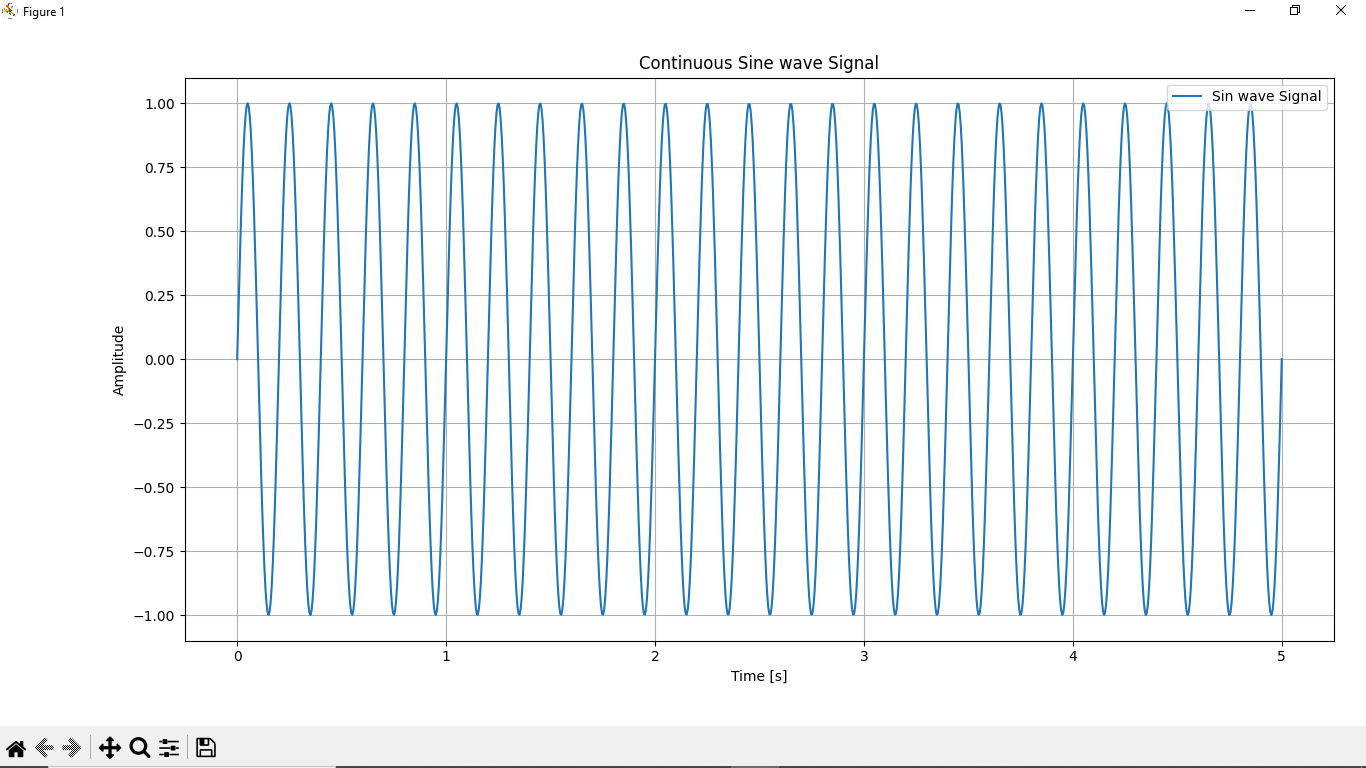 Figure 1
Continuous Sine wave Signal
Sin wave Signal
1.00
0.75
0.50
0.25
0.00
−0.25
−0.50
−0.75
−1.00
Amplitude
0 1 2 3 4 5
Time [s]